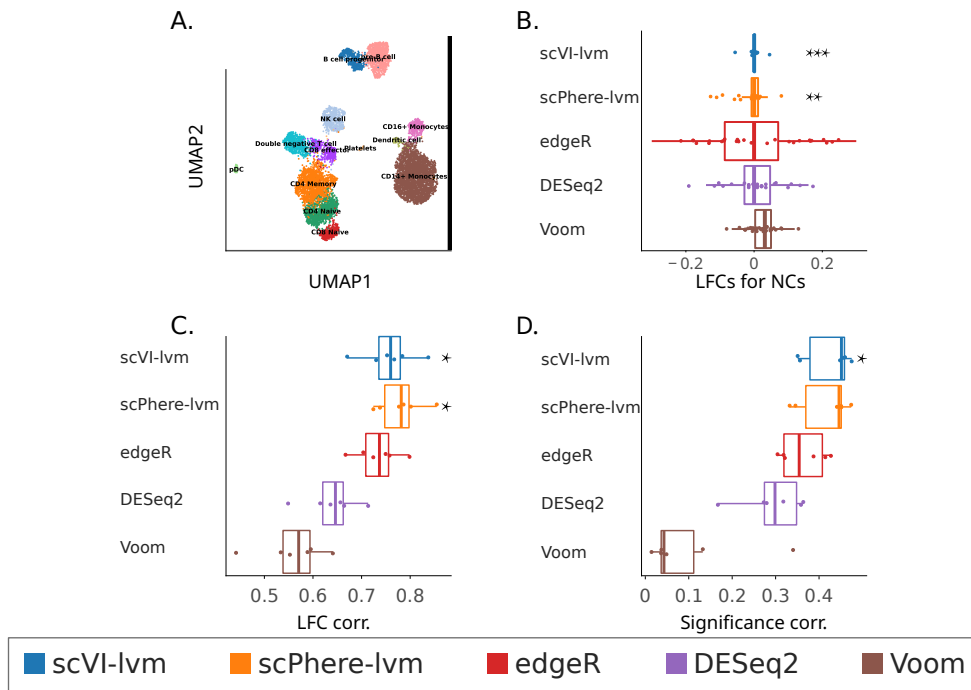 A.
B cell progenitor
pre-B cell
NK cell
CD16+ Monocytes
Double negative T cell
Dendritic cell
CD8 effector
Platelets
pDC
CD4 Memory
CD14+ Monocytes
CD4 Naive
CD8 Naive
UMAP2
UMAP1
B.
scVI-lvm
scPhere-lvm
edgeR
DESeq2
Voom
−0.2 0 0.2
LFCs for NCs
C.
scVI-lvm
scPhere-lvm
edgeR
DESeq2
Voom
0.5 0.6 0.7 0.8
LFC corr.
D.
scVI-lvm
scPhere-lvm
edgeR
DESeq2
Voom
0 0.1 0.2 0.3 0.4
Significance corr.
scVI-lvm scPhere-lvm edgeR DESeq2 Voom